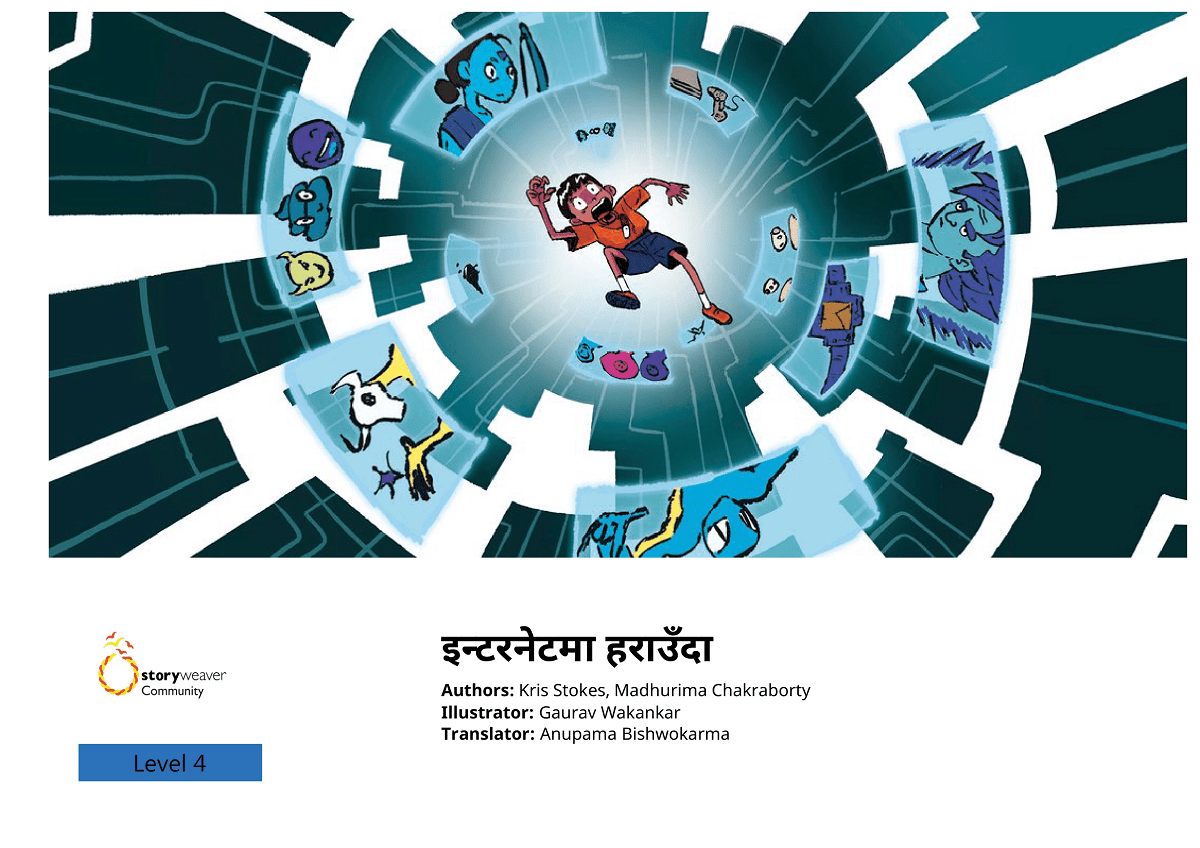 storyweaver
Community
Level 4
इन्टरनेटमा हराउँदा
Authors: Kris Stokes, Madhurima Chakraborty
Illustrator: Gaurav Wakankar
Translator: Anupama Bishwokarma